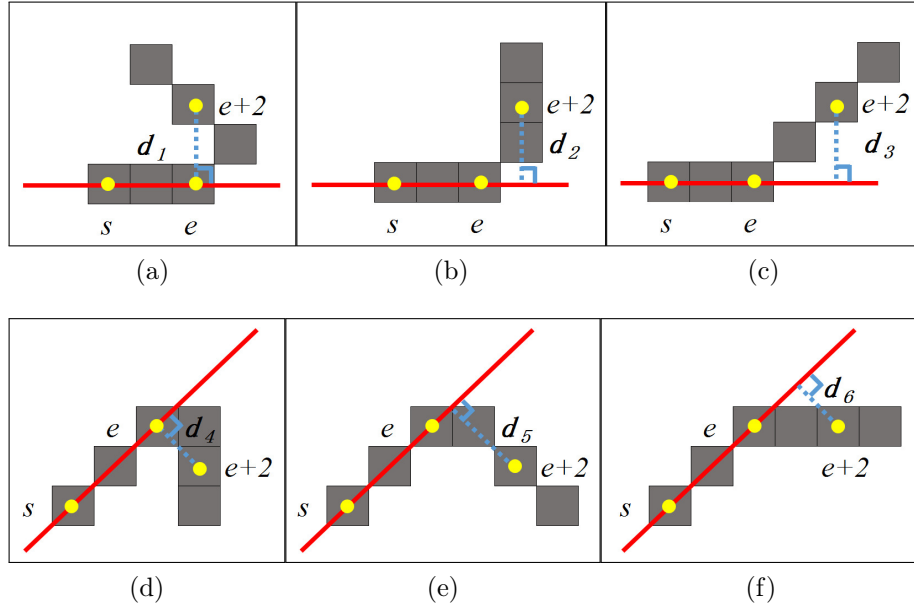 d1 e+2
s e
d2 e+2
s e
d3 e+2
s e
(a) (b) (c)
e d4
e+2
s
e d5
e+2
s
e d6
e+2
s
(d) (e) (f)